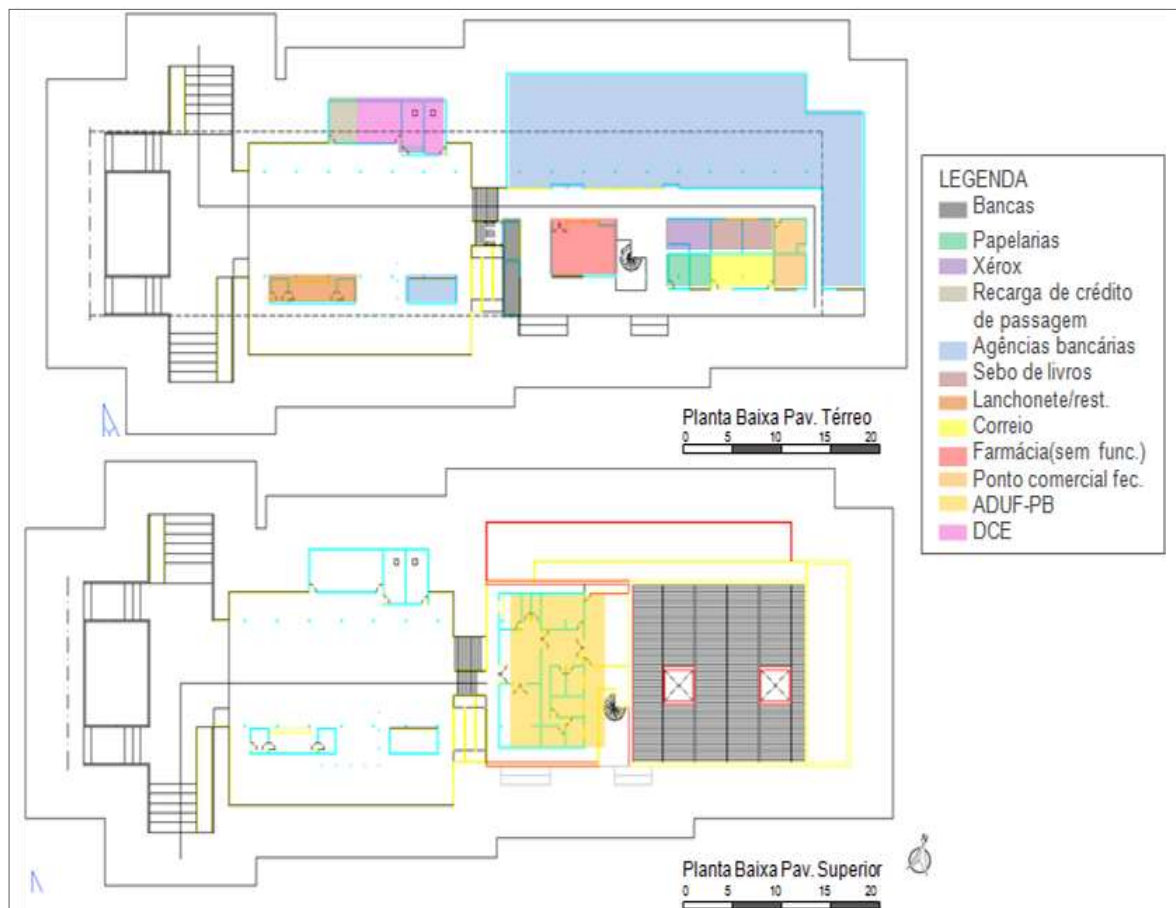 LEGENDA
Bancas
Papelarias
Xérox
Recarga de crédito
de passagem
Agências bancárias
Sebo de livros
Lanchonete/rest.
Correio
Farmácia(sem func.)
Ponto comercial fec.
ADUF-PB
DCE
Planta Baixa Pav. Térreo
0 5 10 15 20
N
Planta Baixa Pav. Superior
0 5 10 15 20